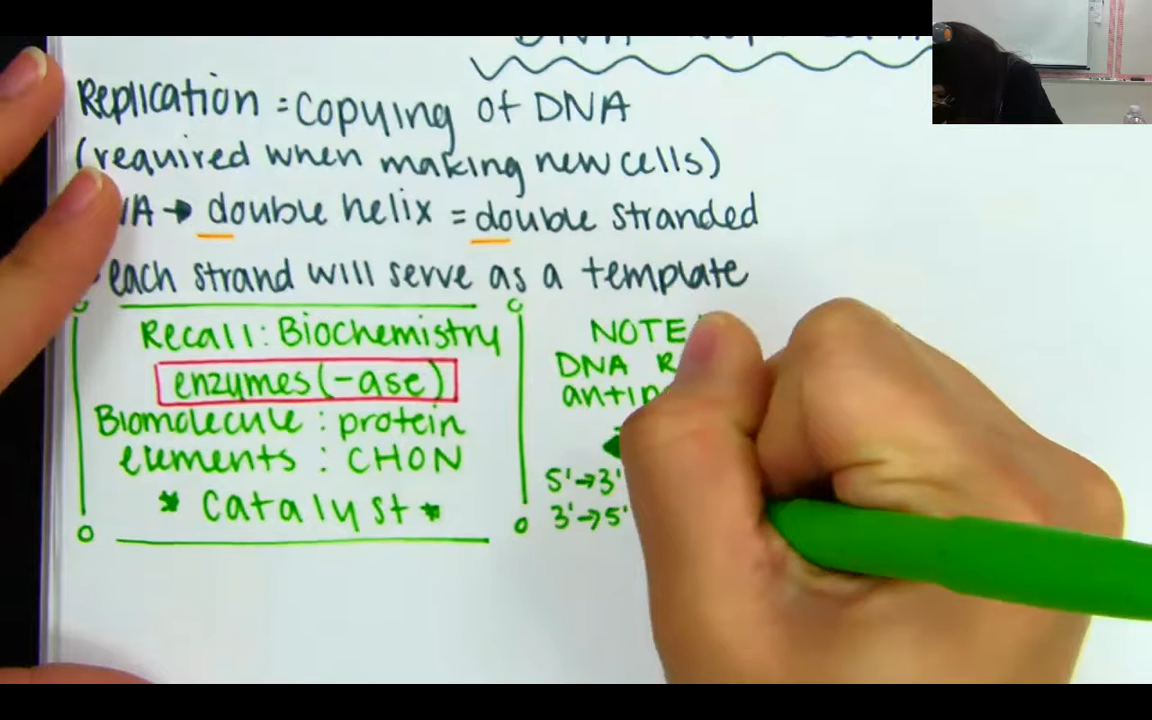 Replication = Copying of DNA
(required when making new cells)
double helix = double stranded
each strand will serve as a template
Recall: Biochemistry
enzymes (-ase)
Biomolecule : protein
elements : CHON
* Catalyst *
NOTE
DNA
5'→3'
3'→5'